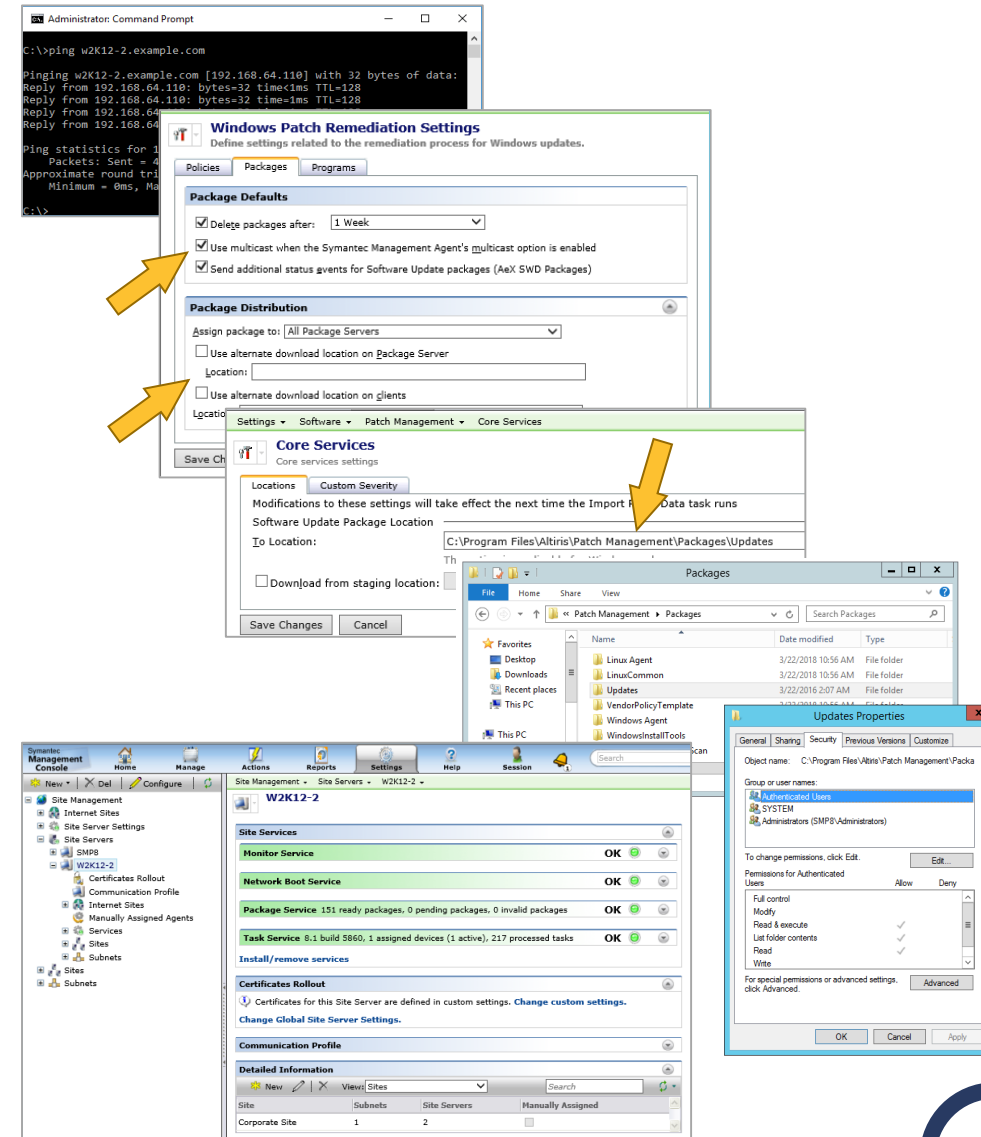 Administrator: Command Prompt
C:\>ping w2K12-2.example.com
Pinging w2K12-2.example.com [192.168.64.110] with 32 bytes of data:
Reply from 192.168.64.110: bytes=32 time<1ms TTL=128
Reply from 192.168.64.110: bytes=32 time=1ms TTL=128
Reply from 192.168.64
Reply from 192.168.64
Ping statistics for 1
Packets: Sent = 4
Approximate round tri
Minimum = 0ms, Ma
C:\>
Windows Patch Remediation Settings
Define settings related to the remediation process for Windows updates.
Policies Packages Programs
Package Defaults
Delete packages after: 1 Week
Use multicast when the Symantec Management Agent's multicast option is enabled
Send additional status events for Software Update packages (AeX SWD Packages)
Package Distribution
Assign package to: All Package Servers
Use alternate download location on Package Server
Location:
Use alternate download location on clients
Locatio
Save Ch
Settings Software Patch Management Core Services
Core Services
Core services settings
Locations Custom Severity
Modifications to these settings will take effect the next time the Import Data task runs
Software Update Package Location
To Location: C:\Program Files\Altiris\Patch Management\Packages\Updates
Download from staging location:
Save Changes Cancel
Packages
File Home Share View
« Patch Management Packages Search Packages
Name Date modified Type
Favorites
Desktop
Downloads
Recent places
This PC
This PC
Linux Agent 3/22/2018 10:56 AM File folder
LinuxCommon 3/22/2018 10:56 AM File folder
Updates 3/22/2016 2:07 AM File folder
VendorPolicyTemplate
Windows Agent
WindowsInstallTools
Scan
Updates Properties
General Sharing Security Previous Versions Customize
Object name: C:\Program Files\Altiris\Patch Management\Packa
Group or user names:
Authenticated Users
SYSTEM
Administrators (SMP8\Administrators)
To change permissions, click Edit. Edit...
Permissions for Authenticated
Users Allow Deny
Full control
Modify
Read & execute
List folder contents
Read
Write
For special permissions or advanced settings,
click Advanced. Advanced
OK Cancel Apply
Symantec
Management
Console
Home Manage Actions Reports Settings Help Session 1 Search
New Del Configure
Site Management
Internet Sites
Site Server Settings
Site Servers
SMP8
W2K12-2
Certificates Rollout
Communication Profile
Internet Sites
Manually Assigned Agents
Services
Sites
Subnets
Sites
Subnets
Site Management Site Servers W2K12-2
W2K12-2
Site Services
Monitor Service OK
Network Boot Service OK
Package Service 151 ready packages, 0 pending packages, 0 invalid packages OK
Task Service 8.1 build 5860, 1 assigned devices (1 active), 217 processed tasks OK
Install/remove services
Certificates Rollout
Certificates for this Site Server are defined in custom settings. Change custom settings.
Change Global Site Server Settings.
Communication Profile
Detailed Information
New View: Sites Search
Site Subnets Site Servers Manually Assigned
Corporate Site 1 2